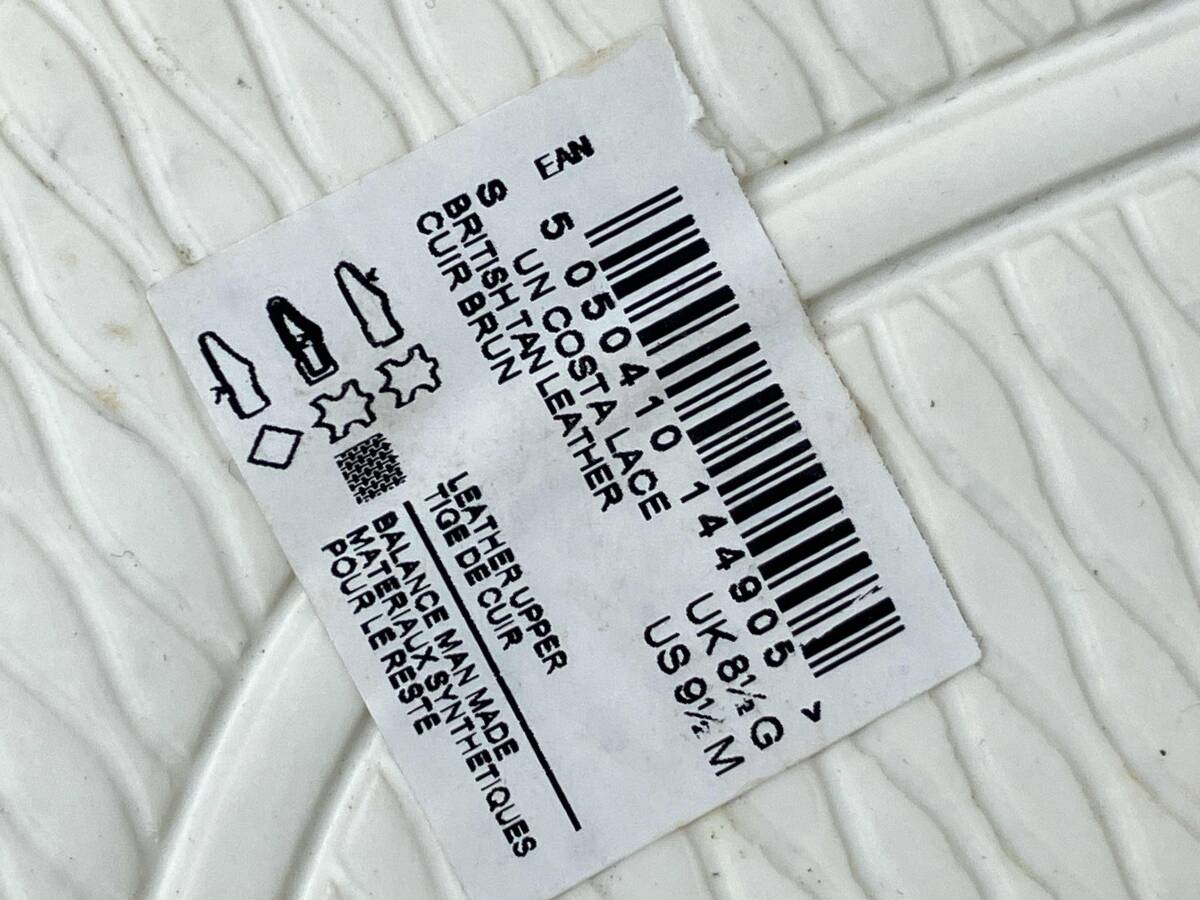 EAN
5 050410 144905 >
UN COSTA LACE
S
BRITISH TAN LEATHER
CUIR BRUN
UK 8½ G
US 9½ M
LEATHER UPPER
TIQE DE CUIR
BALANCE MAN MADE
MATERIAUX SYNTHETIQUES
POUR LE RESTE